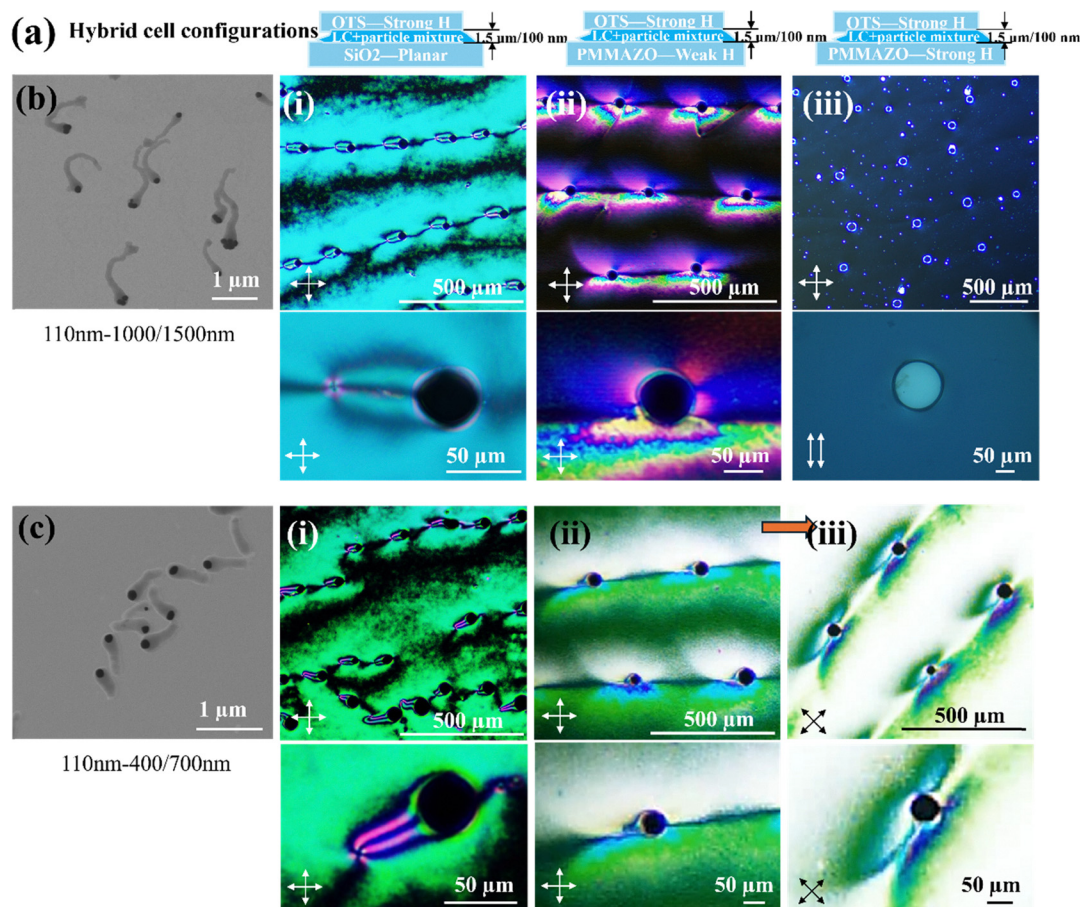 (a) Hybrid cell configurations
OTS—Strong H
LC+particle mixture
SiO2—Planar
1.5 µm/100 nm
OTS—Strong H
LC+particle mixture
PMMAZO—Weak H
1.5 µm/100 nm
OTS—Strong H
LC+particle mixture
PMMAZO—Strong H
1.5 µm/100 nm
(b)
1 µm
110nm-1000/1500nm
(i)
500 µm
(ii)
500 µm
(iii)
500 µm
50 µm
50 µm
50 µm
(c)
1 µm
110nm-400/700nm
(i)
500 µm
(ii)
500 µm
(iii)
500 µm
50 µm
50 µm
50 µm